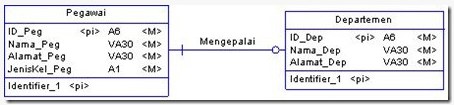 Pegawai
ID_Peg <pi> A6 <M>
Nama_Peg VA30 <M>
Alamat_Peg VA30 <M>
JenisKel_Peg A1 <M>
Identifier_1 <pi>
Mengepalai
Departemen
ID_Dep <pi> A6 <M>
Nama_Dep VA30 <M>
Alamat_Dep VA30 <M>
Identifier_1 <pi>